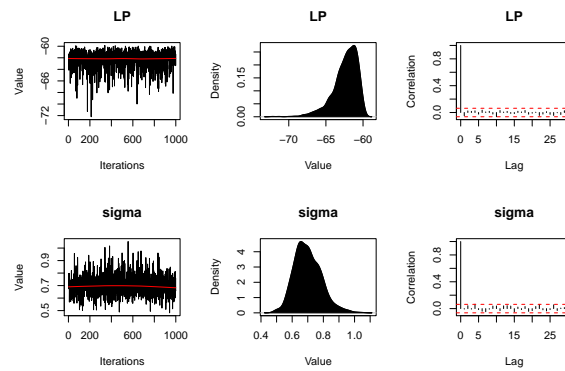 LP LP LP
Value
−72 −66 −60
0 200 600 1000
Iterations
Density
0.00 0.15
−70 −65 −60
Value
Correlation
0.0 0.4 0.8
0 5 15 25
Lag
sigma sigma sigma
Value
0.5 0.7 0.9
0 200 600 1000
Iterations
Density
0 1 2 3 4
0.4 0.6 0.8 1.0
Value
Correlation
0.0 0.4 0.8
0 5 15 25
Lag